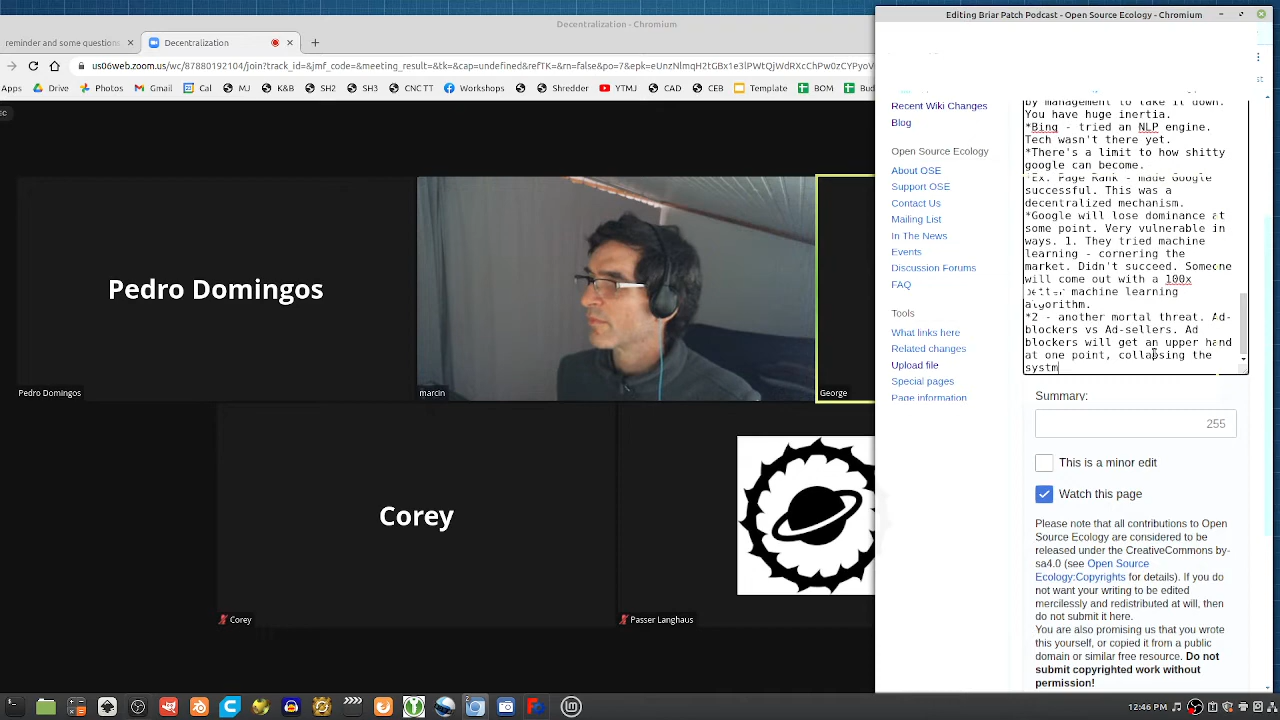 Editing Briar Patch Podcast - Open Source Ecology - Chromium
Decentralization - Chromium
reminder and some questions
Decentralization
us06web.zoom.us/wc/87880192104/join?track_id=&jmf_code=&meeting_result=&tk=&cap=undefined&refTK=&
Apps
Drive
Photos
Gmail
Cal
Drop
MJ
K&B
SH2
SH3
CNCTT
Workshops
YTMJ
CAD
CEB
Template
BOM
Recent Wiki Changes
Blog
Open Source Ecology
About OSE
Support OSE
Contact Us
Mailing List
In The News
Events
Discussion Forums
FAQ
Tools
What links here
Related changes
Upload file
Special pages
Page information
by management to take it down.
You have huge inertia.
*Bing - tried an NLP engine.
Tech wasn't there yet.
*There's a limit to how shitty
google can become.
*Ex. Page Rank - made Google
successful. This was a
decentralized mechanism.
*Google will lose dominance at
some point. Very vulnerable in
ways. 1. They tried machine
learning - cornering the
market. Didn't succeed. Someone
will come out with a 100x
better machine learning
algorithm.
*2 - another mortal threat. Ad-
blockers vs Ad-sellers. Ad
blockers will get an upper hand
at one point, collapsing the
systm
Summary:
255
This is a minor edit
Watch this page
Please note that all contributions to Open
Source Ecology are considered to be
released under the CreativeCommons by-
sa4.0 (see Open Source
Ecology:Copyrights for details). If you do
not want your writing to be edited
mercilessly and redistributed at will, then
do not submit it here.
You are also promising us that you wrote
this yourself, or copied it from a public
domain or similar free resource. Do not
submit copyrighted work without
permission!
Pedro Domingos
Pedro Domingos
marcin
George
Corey
Corey
Passer Langhaus
12:46 PM